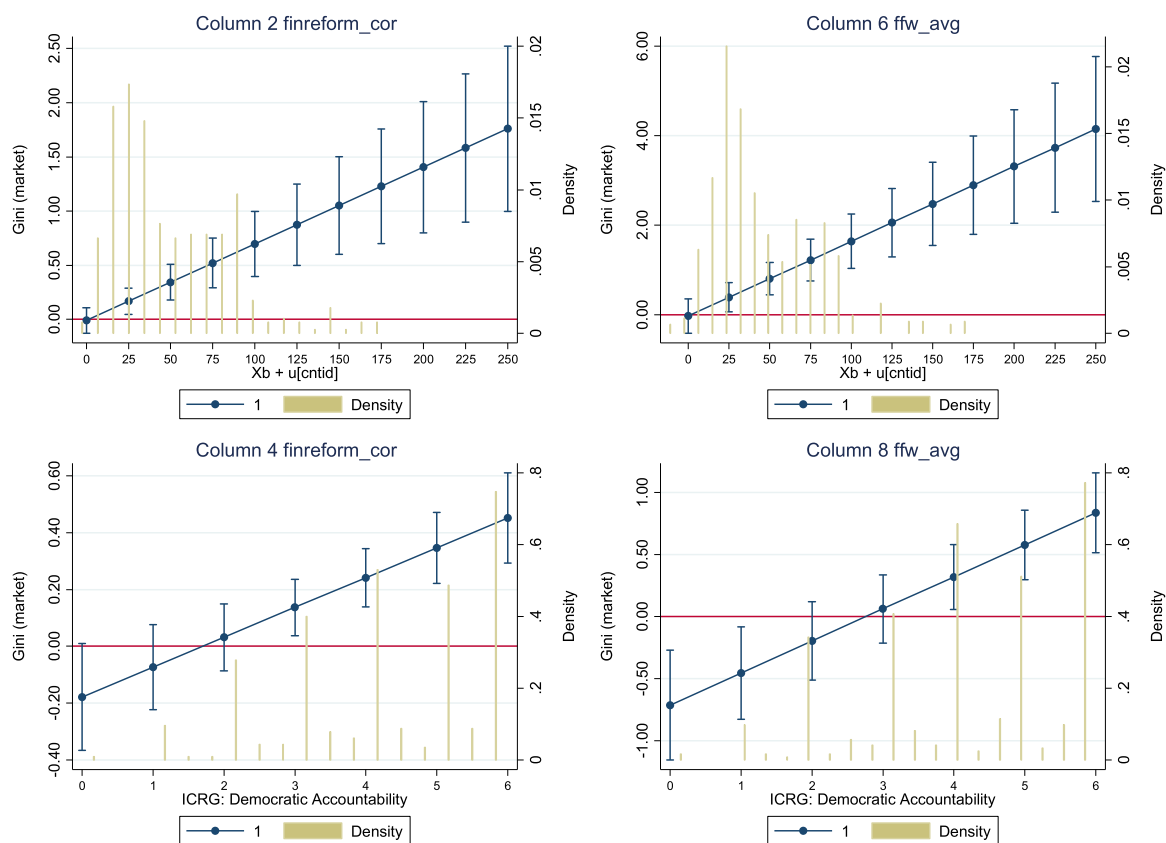 Column 2 finreform_cor
Gini (market)
2.50
2.00
1.50
1.00
0.50
0.00
.02
.015
.01
.005
0
Density
0 25 50 75 100 125 150 175 200 225 250
Xb + u[cntid]
1 Density
Column 6 ffw_avg
Gini (market)
6.00
4.00
2.00
0.00
.02
.015
.01
.005
0
Density
0 25 50 75 100 125 150 175 200 225 250
Xb + u[cntid]
1 Density
Column 4 finreform_cor
Gini (market)
0.60
0.40
0.20
0.00
-0.20
-0.40
.8
.6
.4
.2
0
Density
0 1 2 3 4 5 6
ICRG: Democratic Accountability
1 Density
Column 8 ffw_avg
Gini (market)
1.00
0.50
0.00
-0.50
-1.00
.8
.6
.4
.2
0
Density
0 1 2 3 4 5 6
ICRG: Democratic Accountability
1 Density